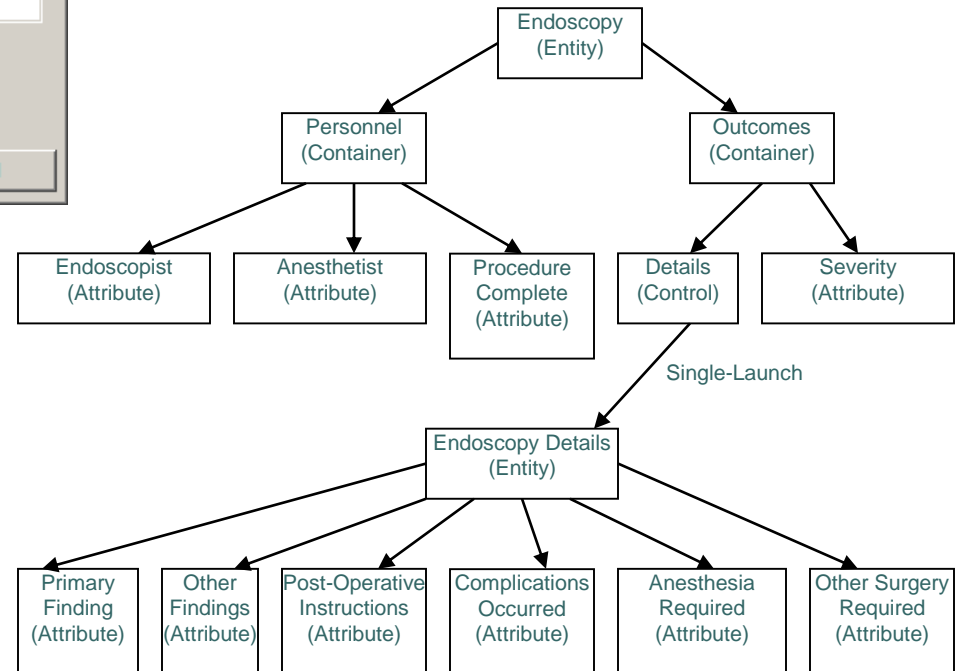 Endoscopy
(Entity)
Personnel
(Container)
Outcomes
(Container)
Endoscopist
(Attribute)
Anesthetist
(Attribute)
Procedure
Complete
(Attribute)
Details
(Control)
Severity
(Attribute)
Single-Launch
Endoscopy Details
(Entity)
Primary
Finding
(Attribute)
Other
Findings
(Attribute)
Post-Operative
Instructions
(Attribute)
Complications
Occurred
(Attribute)
Anesthesia
Required
(Attribute)
Other Surgery
Required
(Attribute)